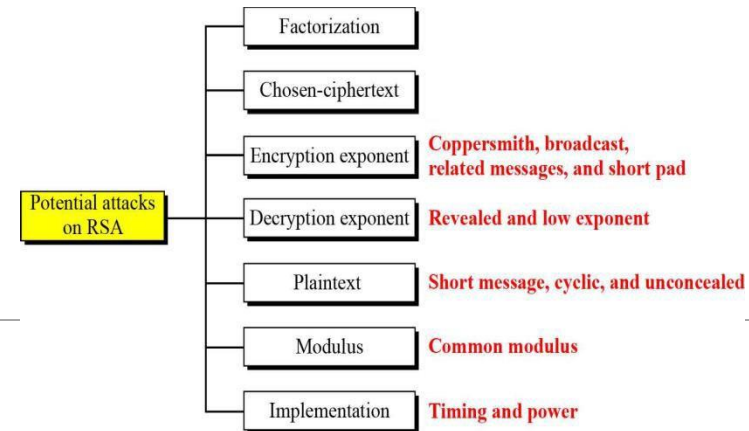 Factorization
Chosen-ciphertext
Encryption exponent
Coppersmith, broadcast,
related messages, and short pad
Potential attacks
on RSA
Decryption exponent
Revealed and low exponent
Plaintext
Short message, cyclic, and unconcealed
Modulus
Common modulus
Implementation
Timing and power